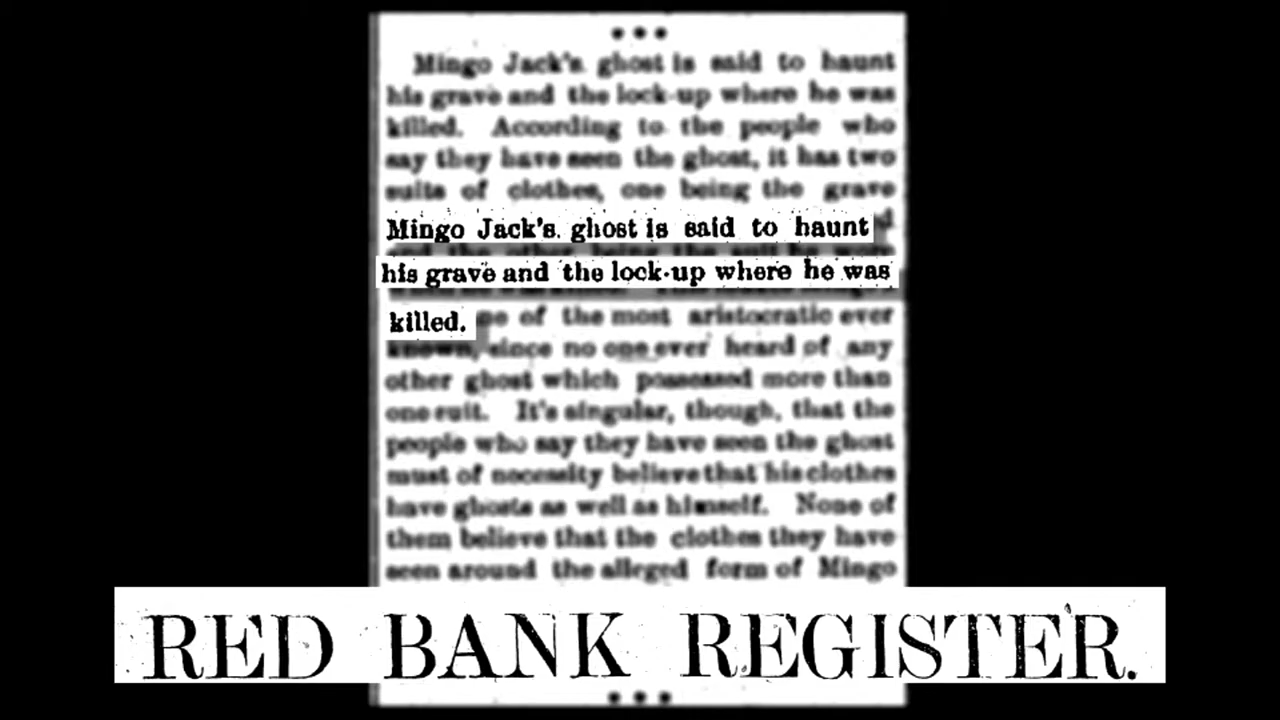 Mingo Jack's ghost is said to haunt
his grave and the lock-up where he was
killed. According to the people who
say they have seen the ghost, it has two
suits of clothes, one being the grave
Mingo Jack's ghost is said to haunt
his grave and the lock-up where he was
killed.
of the most aristocratic ever
known, since no one ever heard of any
other ghost which possessed more than
one suit. It's singular, though, that the
people who say they have seen the ghost
must of necessity believe that his clothes
have ghosts as well as himself. None of
them believe that the clothes they have
seen around the alleged form of Mingo
RED BANK REGISTER.